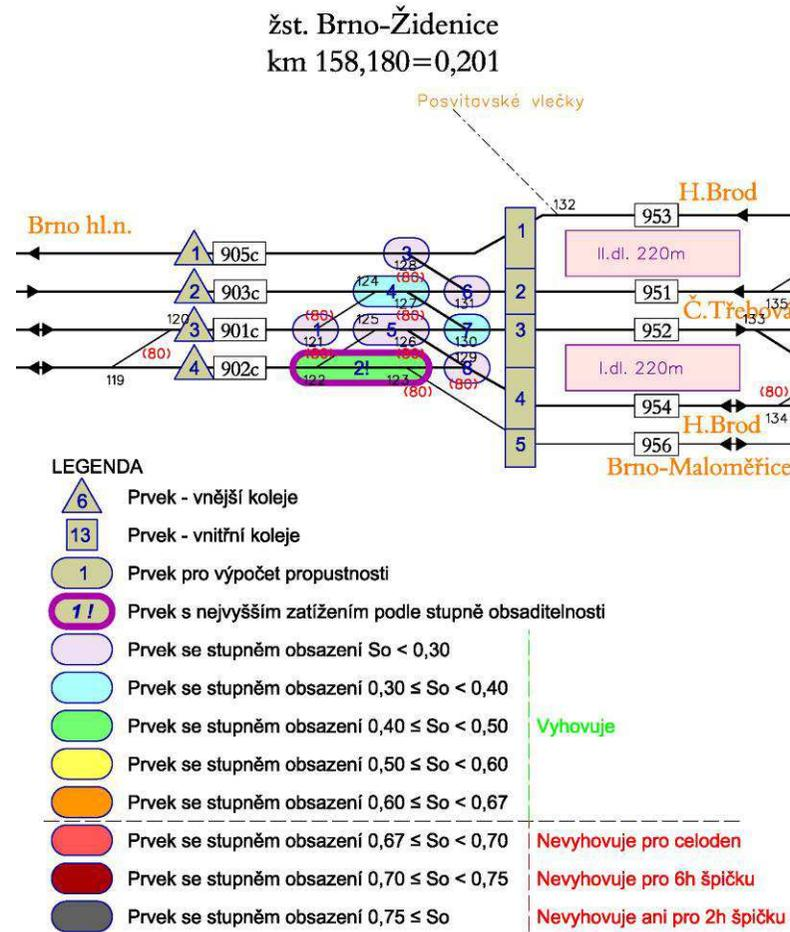 žst. Brno-Židenice
km 158,180=0,201
Posvitavské vlečky
132
H.Brod
953
Brno hl.n.
1
1
905c
3
128
II.dl. 220m
(80)
124
2
903c
4
127
6
131
2
951
135
Č.Třebová
120
(80)
(80)
3
901c
1
121
125
5
126
7
130
3
952
133
(80)
(80)
(80)
129
119
4
902c
2!
122
123
8
(80)
(80)
I.dl. 220m
4
954
(80)
134
H.Brod
5
956
Brno-Maloměřice
LEGENDA
6 Prvek - vnější koleje
13 Prvek - vnitřní koleje
1 Prvek pro výpočet propustnosti
1! Prvek s nejvyšším zatížením podle stupně obsaditelnosti
Prvek se stupněm obsazení So < 0,30
Prvek se stupněm obsazení 0,30 ≤ So < 0,40
Prvek se stupněm obsazení 0,40 ≤ So < 0,50 Vyhovuje
Prvek se stupněm obsazení 0,50 ≤ So < 0,60
Prvek se stupněm obsazení 0,60 ≤ So < 0,67
Prvek se stupněm obsazení 0,67 ≤ So < 0,70 Nevyhovuje pro celoden
Prvek se stupněm obsazení 0,70 ≤ So < 0,75 Nevyhovuje pro 6h špičku
Prvek se stupněm obsazení 0,75 ≤ So Nevyhovuje ani pro 2h špičku